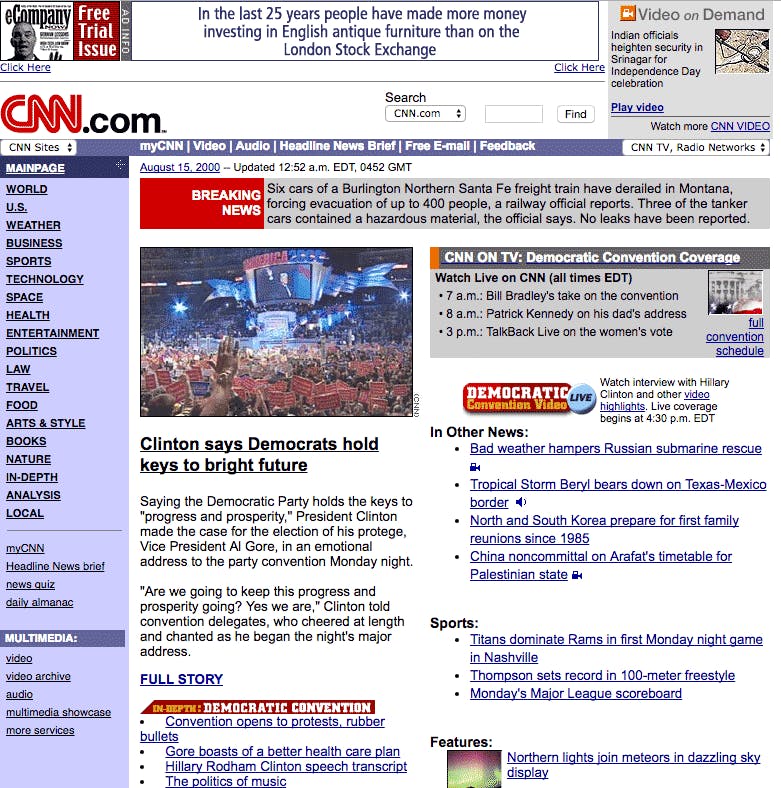 eCompany
NOW
Free
Trial
Issue
AD INFO
In the last 25 years people have made more money
investing in English antique furniture than on the
London Stock Exchange
Click Here
Click Here
Video on Demand
Indian officials
heighten security in
Srinagar for
Independence Day
celebration
Play video
Watch more CNN VIDEO
CNN.com
Search
CNN.com
Find
CNN Sites
myCNN | Video | Audio | Headline News Brief | Free E-mail | Feedback
CNN TV, Radio Networks
MAINPAGE
WORLD
U.S.
WEATHER
BUSINESS
SPORTS
TECHNOLOGY
SPACE
HEALTH
ENTERTAINMENT
POLITICS
LAW
TRAVEL
FOOD
ARTS & STYLE
BOOKS
NATURE
IN-DEPTH
ANALYSIS
LOCAL
myCNN
Headline News brief
news quiz
daily almanac
MULTIMEDIA:
video
video archive
audio
multimedia showcase
more services
August 15, 2000 -- Updated 12:52 a.m. EDT, 0452 GMT
BREAKING
NEWS
Six cars of a Burlington Northern Santa Fe freight train have derailed in Montana,
forcing evacuation of up to 400 people, a railway official reports. Three of the tanker
cars contained a hazardous material, the official says. No leaks have been reported.
AMERICA 2000
(CNN)
Clinton says Democrats hold
keys to bright future
Saying the Democratic Party holds the keys to
"progress and prosperity," President Clinton
made the case for the election of his protege,
Vice President Al Gore, in an emotional
address to the party convention Monday night.
"Are we going to keep this progress and
prosperity going? Yes we are," Clinton told
convention delegates, who cheered at length
and chanted as he began the night's major
address.
FULL STORY
IN-DEPTH: DEMOCRATIC CONVENTION
• Convention opens to protests, rubber
bullets
• Gore boasts of a better health care plan
• Hillary Rodham Clinton speech transcript
• The politics of music
CNN ON TV: Democratic Convention Coverage
Watch Live on CNN (all times EDT)
• 7 a.m.: Bill Bradley's take on the convention
• 8 a.m.: Patrick Kennedy on his dad's address
• 3 p.m.: TalkBack Live on the women's vote
full
convention
schedule
DEMOCRATIC
Convention Video
LIVE
Watch interview with Hillary
Clinton and other video
highlights. Live coverage
begins at 4:30 p.m. EDT
In Other News:
• Bad weather hampers Russian submarine rescue
• Tropical Storm Beryl bears down on Texas-Mexico
border
• North and South Korea prepare for first family
reunions since 1985
• China noncommittal on Arafat's timetable for
Palestinian state
Sports:
• Titans dominate Rams in first Monday night game
in Nashville
• Thompson sets record in 100-meter freestyle
• Monday's Major League scoreboard
Features:
Northern lights join meteors in dazzling sky
display